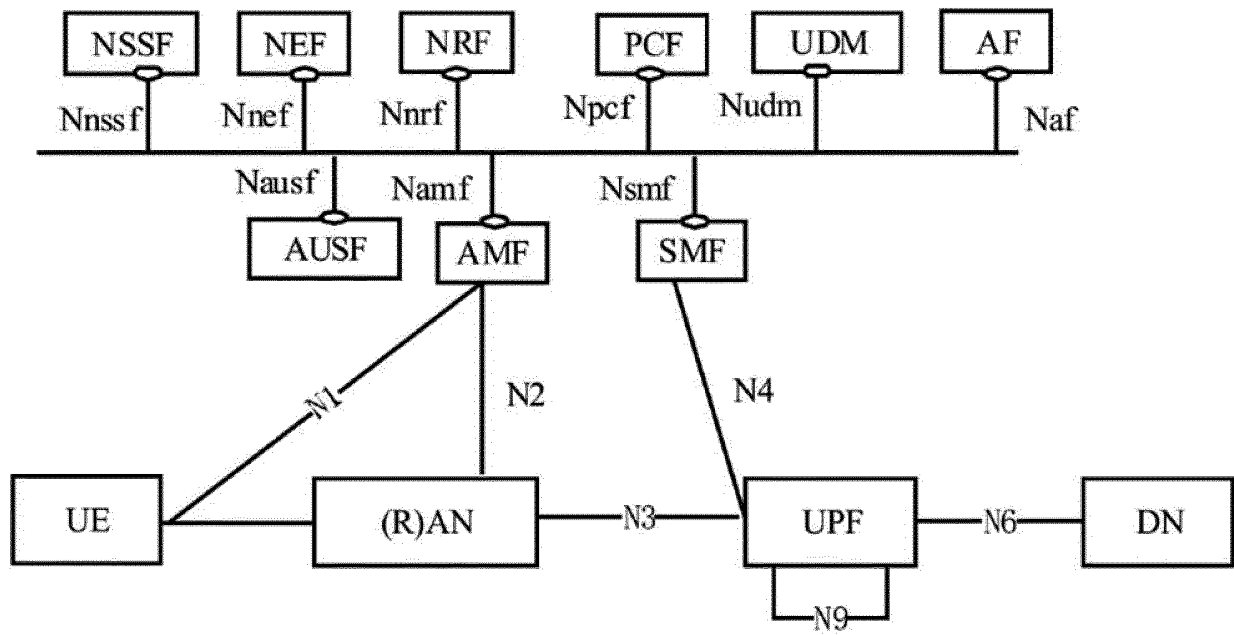 NSSF NEF NRF PCF UDM AF
Nnssf Nnef Nnrf Npcf Nudm Naf
Nausf Namf Nsmf
AUSF AMF SMF
N1 N2 N4
UE (R)AN N3 UPF N6 DN
N9